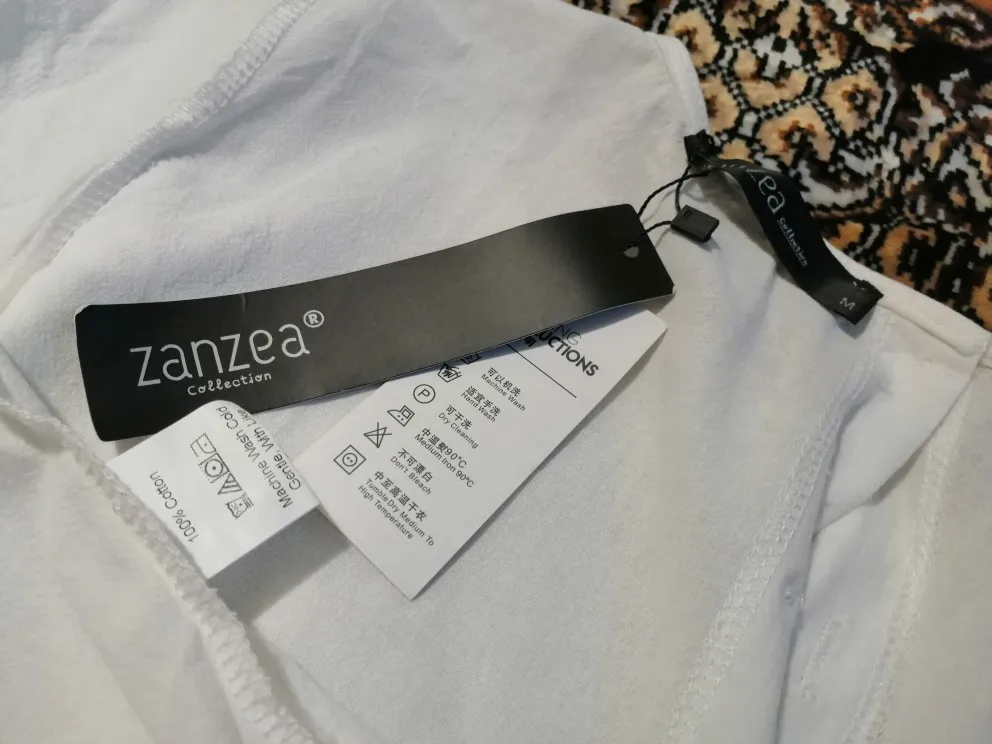 zanzea®
collection
zea
collection
M
NG
UCTIONS
可以机洗
Machine Wash
适宜手洗
Hand Wash
P
可干洗
Dry Cleaning
中温熨90°C
Medium Iron 90°C
不可漂白
Don't Bleach
中至高温干衣
Tumble Dry Medium To
High Temperature
100% Cotton
Machine Wash Cold
Gentle, With Like